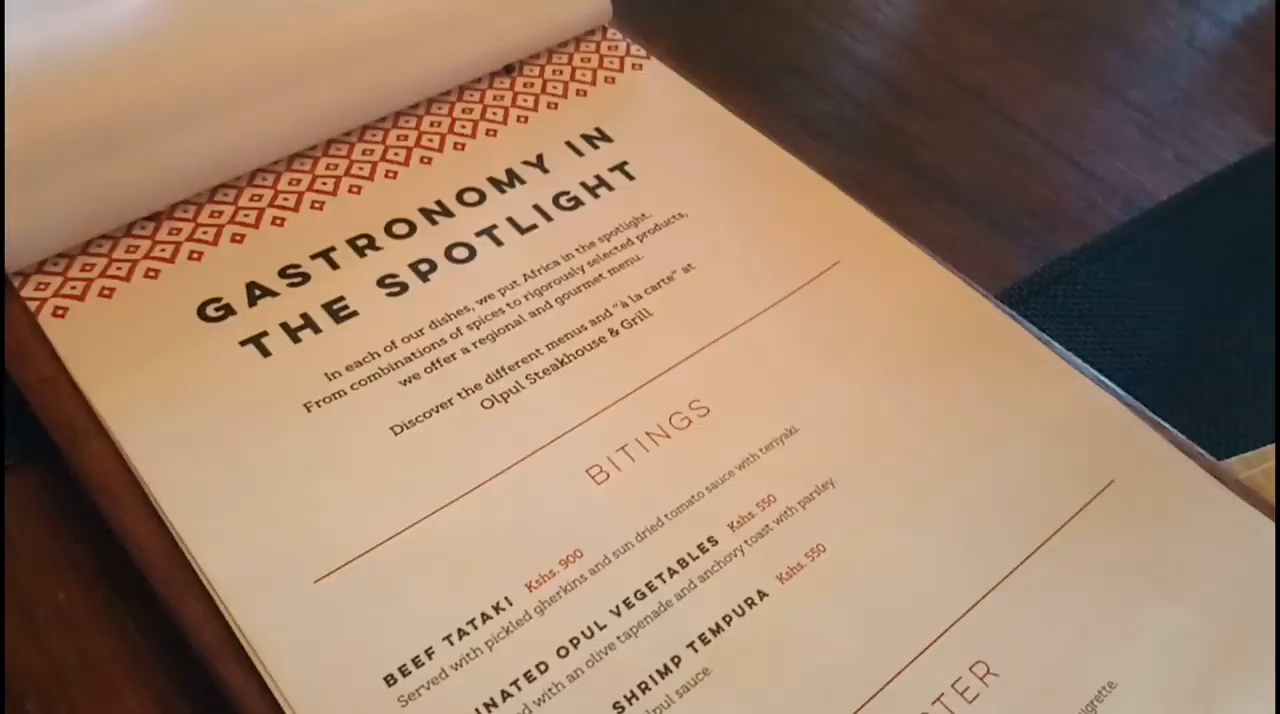 GASTRONOMY IN
THE SPOTLIGHT
In each of our dishes, we put Africa in the spotlight.
From combinations of spices to rigorously selected products,
we offer a regional and gourmet menu.
Discover the different menus and "à la carte" at
Olpul Steakhouse & Grill
BITINGS
BEEF TATAKI Kshs. 900
Served with pickled gherkins and sun dried tomato sauce with teriyaki.
OPUL VEGETABLES Kshs. 550
with an olive tapenade and anchovy toast with parsley
SHRIMP TEMPURA Kshs. 550
sauce.